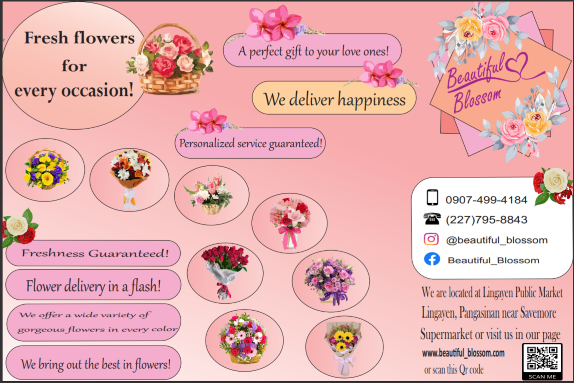 Fresh flowers
for
every occasion!
A perfect gift to your love ones!
We deliver happiness
Personalized service guaranteed!
Beautiful
Blossom
0907-499-4184
(227)795-8843
@beautiful_blossom
Beautiful_Blossom
Freshness Guaranteed!
Flower delivery in a flash!
We offer a wide variety of
gorgeous flowers in every color
We bring out the best in flowers!
We are located at Lingayen Public Market
Lingayen, Pangasinan near Savemore
Supermarket or visit us in our page
www.beautiful_blossom.com
or scan this Qr code
SCAN ME